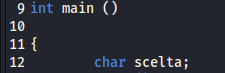 9 int main ()
10
11 {
12 char scelta;